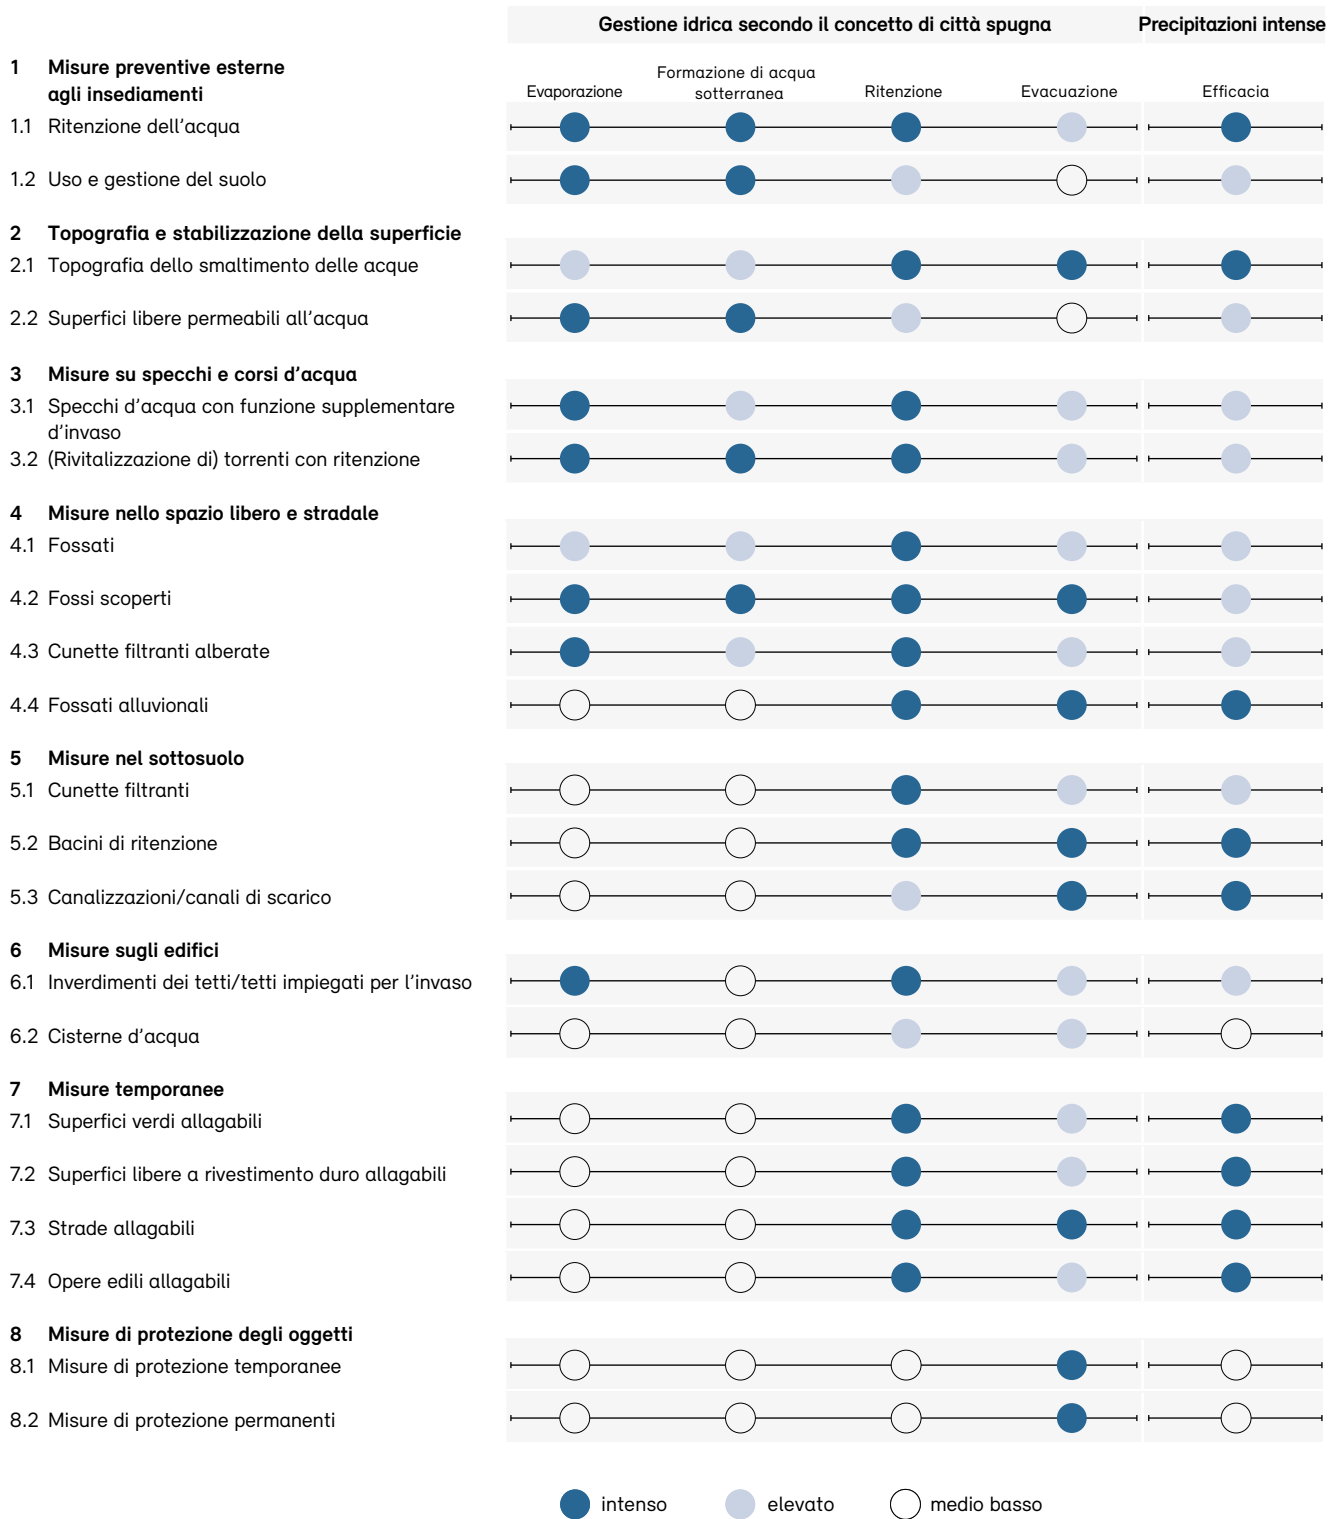 Gestione idrica secondo il concetto di città spugna
Precipitazioni intense
1 Misure preventive esterne
agli insediamenti
Evaporazione
Formazione di acqua
sotterranea
Ritenzione
Evacuazione
Efficacia
1.1 Ritenzione dell’acqua
1.2 Uso e gestione del suolo
2 Topografia e stabilizzazione della superficie
2.1 Topografia dello smaltimento delle acque
2.2 Superfici libere permeabili all’acqua
3 Misure su specchi e corsi d’acqua
3.1 Specchi d’acqua con funzione supplementare
d’invaso
3.2 (Rivitalizzazione di) torrenti con ritenzione
4 Misure nello spazio libero e stradale
4.1 Fossati
4.2 Fossi scoperti
4.3 Cunette filtranti alberate
4.4 Fossati alluvionali
5 Misure nel sottosuolo
5.1 Cunette filtranti
5.2 Bacini di ritenzione
5.3 Canalizzazioni/canali di scarico
6 Misure sugli edifici
6.1 Inverdimenti dei tetti/tetti impiegati per l’invaso
6.2 Cisterne d’acqua
7 Misure temporanee
7.1 Superfici verdi allagabili
7.2 Superfici libere a rivestimento duro allagabili
7.3 Strade allagabili
7.4 Opere edili allagabili
8 Misure di protezione degli oggetti
8.1 Misure di protezione temporanee
8.2 Misure di protezione permanenti
intenso
elevato
medio basso